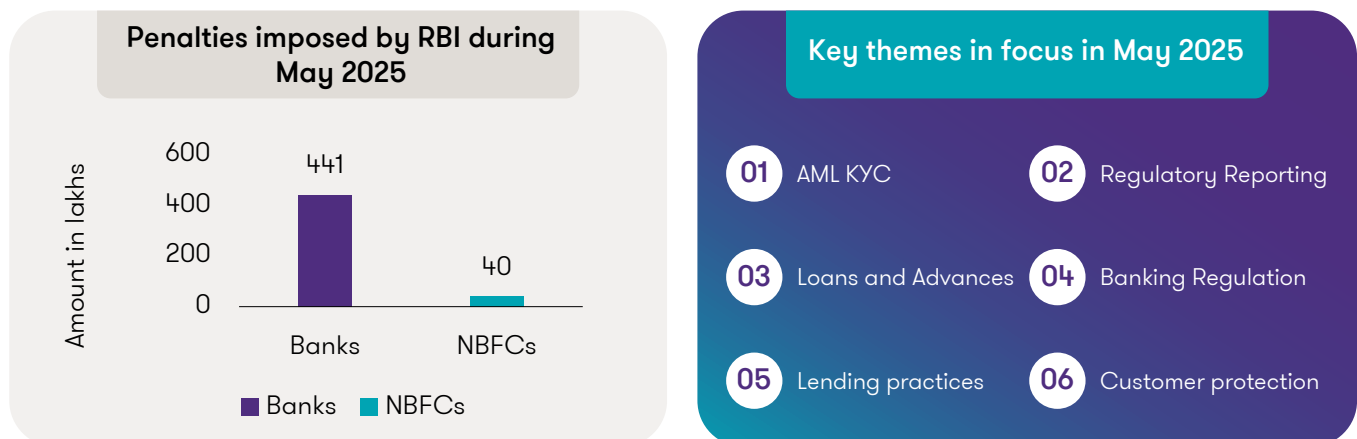 Penalties imposed by RBI during
May 2025
Amount in lakhs
600
400
200
0
441
40
Banks
NBFCs
Banks NBFCs
Key themes in focus in May 2025
01 AML KYC
02 Regulatory Reporting
03 Loans and Advances
04 Banking Regulation
05 Lending practices
06 Customer protection